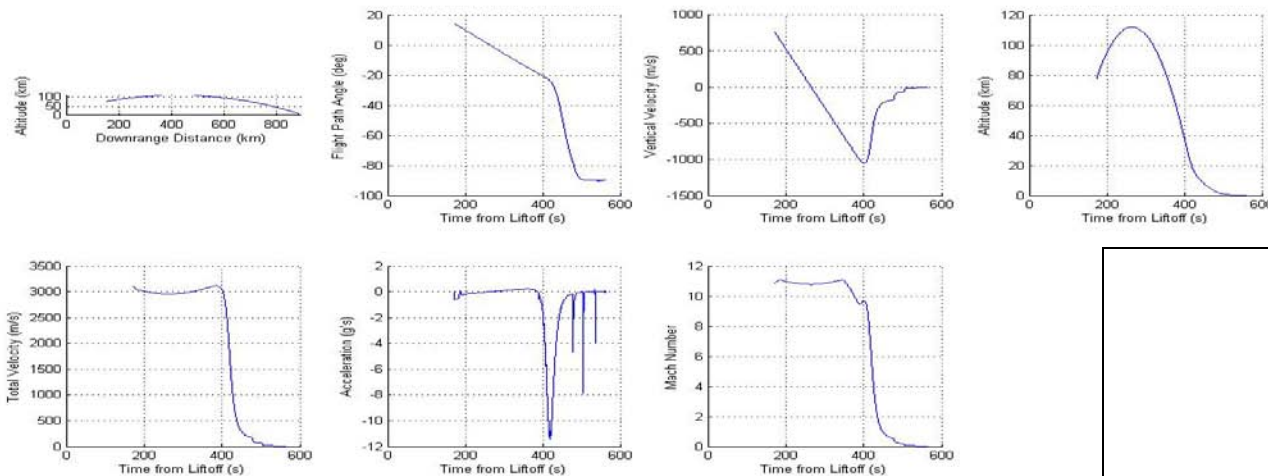 Altitude (km)
100
50
0
0 200 400 600 800
Downrange Distance (km)
Flight Path Angle (deg)
20
0
-20
-40
-60
-80
-100
0 200 400 600
Time from Liftoff (s)
Vertical Velocity (m/s)
1000
500
0
-500
-1000
-1500
0 200 400 600
Time from Liftoff (s)
Altitude (km)
120
100
80
60
40
20
0
0 200 400 600
Time from Liftoff (s)
Total Velocity (m/s)
3500
3000
2500
2000
1500
1000
500
0
0 200 400 600
Time from Liftoff (s)
Acceleration (g's)
2
0
-2
-4
-6
-8
-10
-12
0 200 400 600
Time from Liftoff (s)
Mach Number
12
10
8
6
4
2
0
0 200 400 600
Time from Liftoff (s)